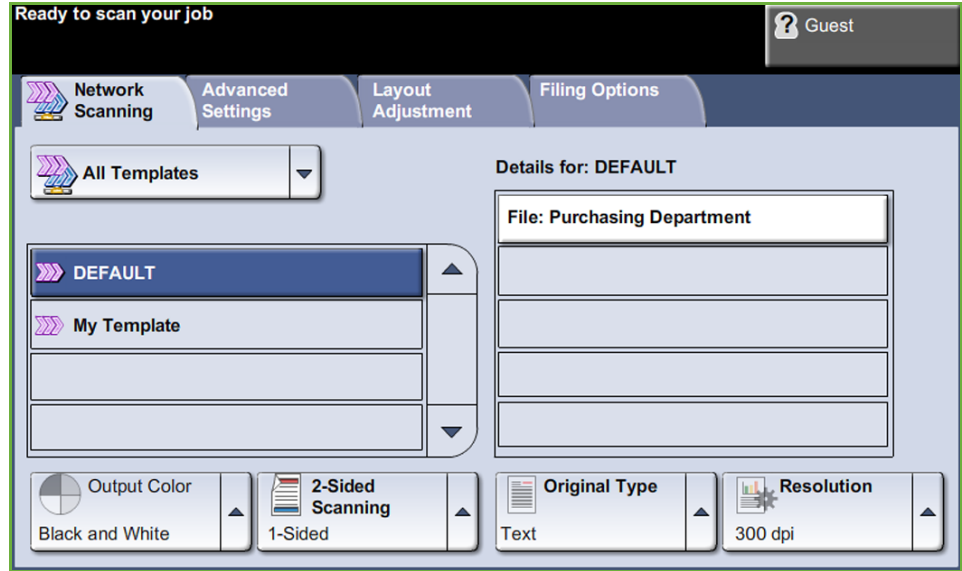 Ready to scan your job
Guest
Network
Scanning
Advanced
Settings
Layout
Adjustment
Filing Options
All Templates
Details for: DEFAULT
File: Purchasing Department
DEFAULT
My Template
Output Color
Black and White
2-Sided
Scanning
1-Sided
Original Type
Text
Resolution
300 dpi